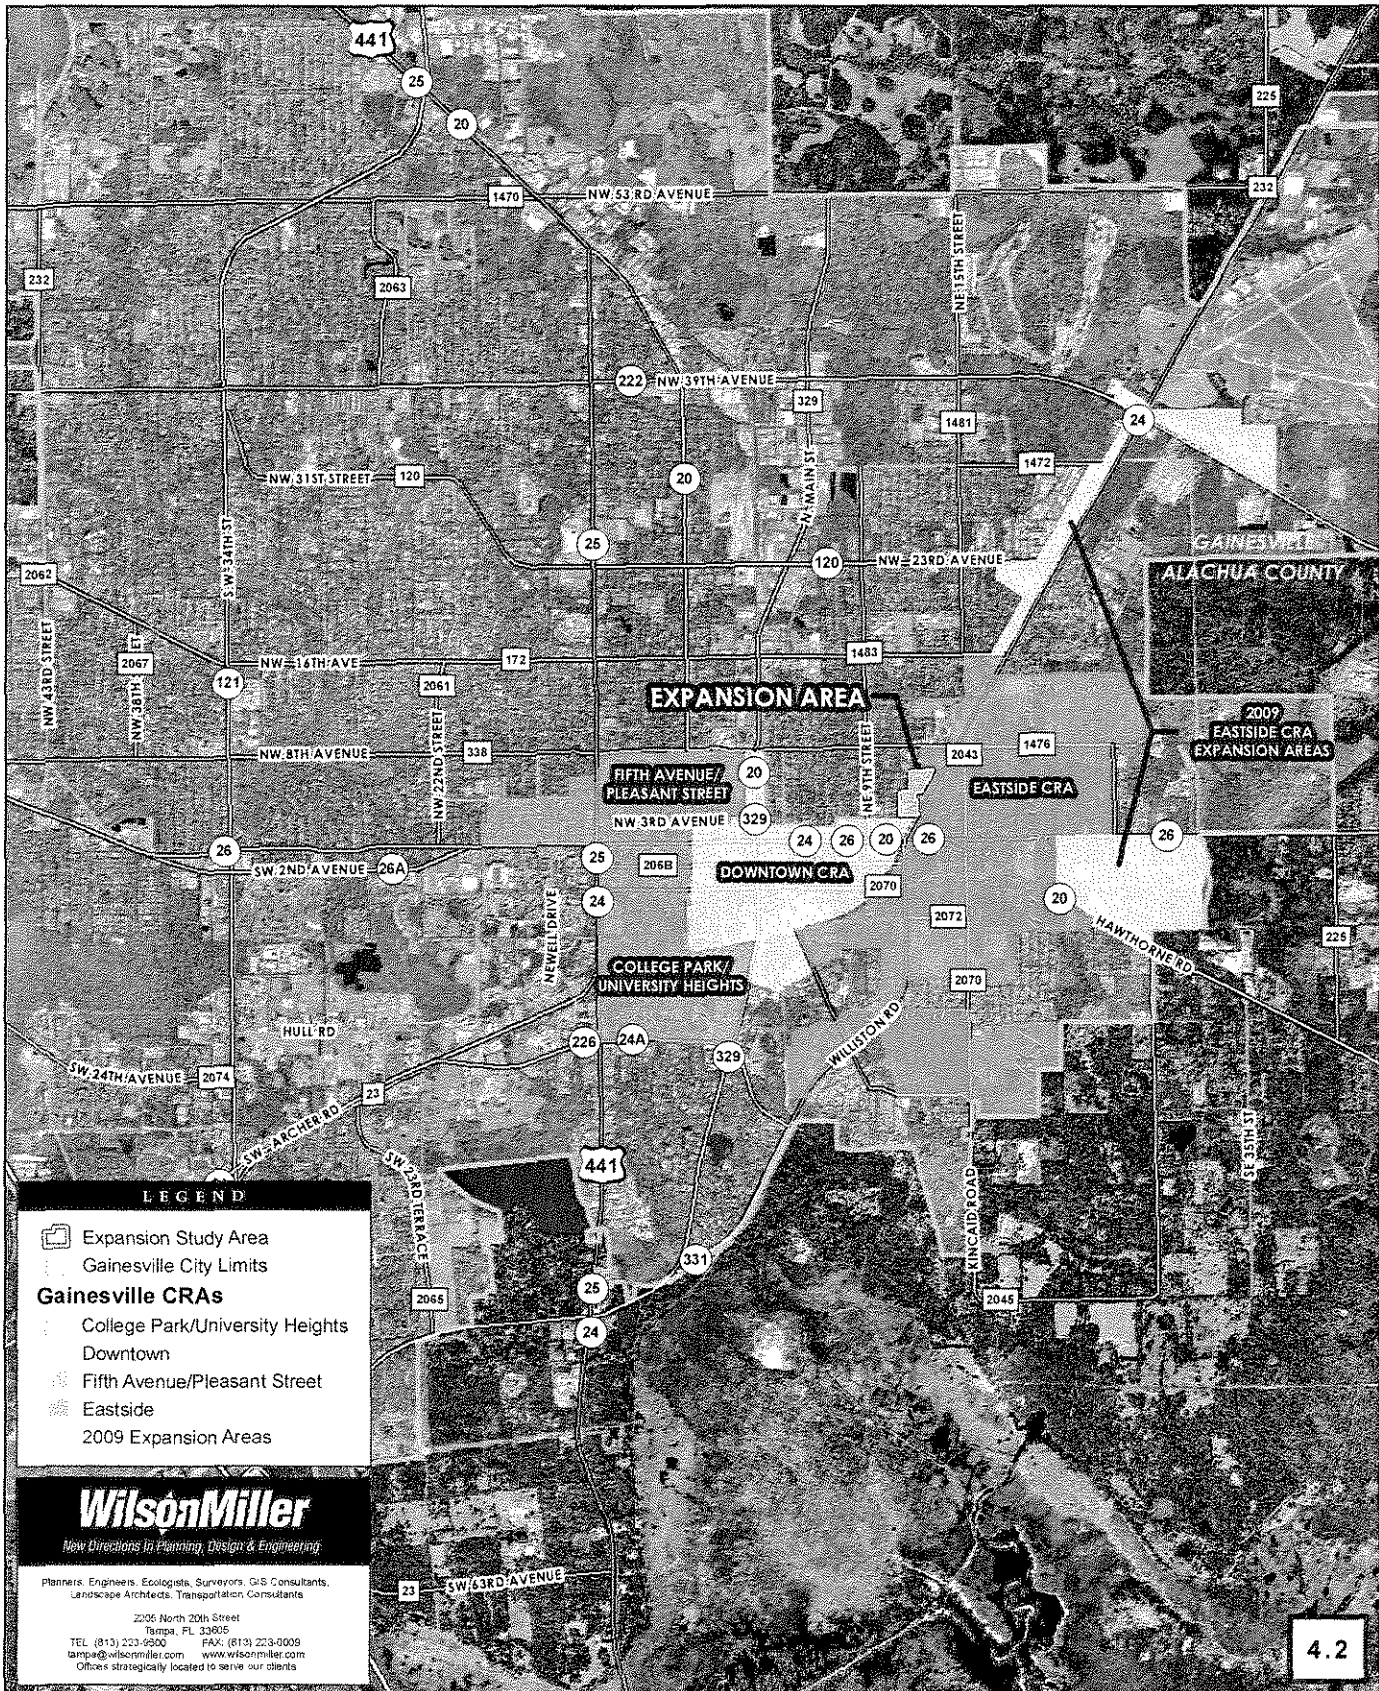 441
25
20
225
1470
NW 53 RD AVENUE
232
232
2063
NE 15TH STREET
222
NW 39TH AVENUE
329
1481
24
NW 31ST STREET
120
20
N MAIN ST
1472
S.W. 34TH ST
25
120
NW 23RD AVENUE
GAINESVILLE
ALACHUA COUNTY
2062
NW 43RD STREET
2067
NW 38TH
ET
121
NW 16TH AVE
172
1483
2061
NW 22ND STREET
EXPANSION AREA
2009
EASTSIDE CRA
EXPANSION AREAS
NW 8TH AVENUE
338
NE 9TH STREET
2043
1476
FIFTH AVENUE/
PLEASANT STREET
20
EASTSIDE CRA
NW 3RD AVENUE
329
24
26
20
26
26
26
SW 2ND AVENUE
26A
25
206B
DOWNTOWN CRA
2070
24
2072
20
HAWTHORNE RD
225
NEWELL DRIVE
COLLEGE PARK/
UNIVERSITY HEIGHTS
2070
HULL RD
226
24A
329
WILLISTON RD
SW 24TH AVENUE
2074
23
SW ARCHER RD
SW 23RD TERRACE
441
KINCAID ROAD
SE 35TH ST
331
25
2065
24
2045
LEGEND
Expansion Study Area
Gainesville City Limits
Gainesville CRAs
College Park/University Heights
Downtown
Fifth Avenue/Pleasant Street
Eastside
2009 Expansion Areas
WilsonMiller
New Directions In Planning, Design & Engineering
Planners, Engineers, Ecologists, Surveyors, GIS Consultants,
Landscape Architects, Transportation Consultants
2205 North 20th Street
Tampa, FL 33605
TEL (813) 223-9500 FAX: (813) 223-0009
tampa@wilsonmiller.com www.wilsonmiller.com
Offices strategically located to serve our clients
23
SW 63RD AVENUE
4.2